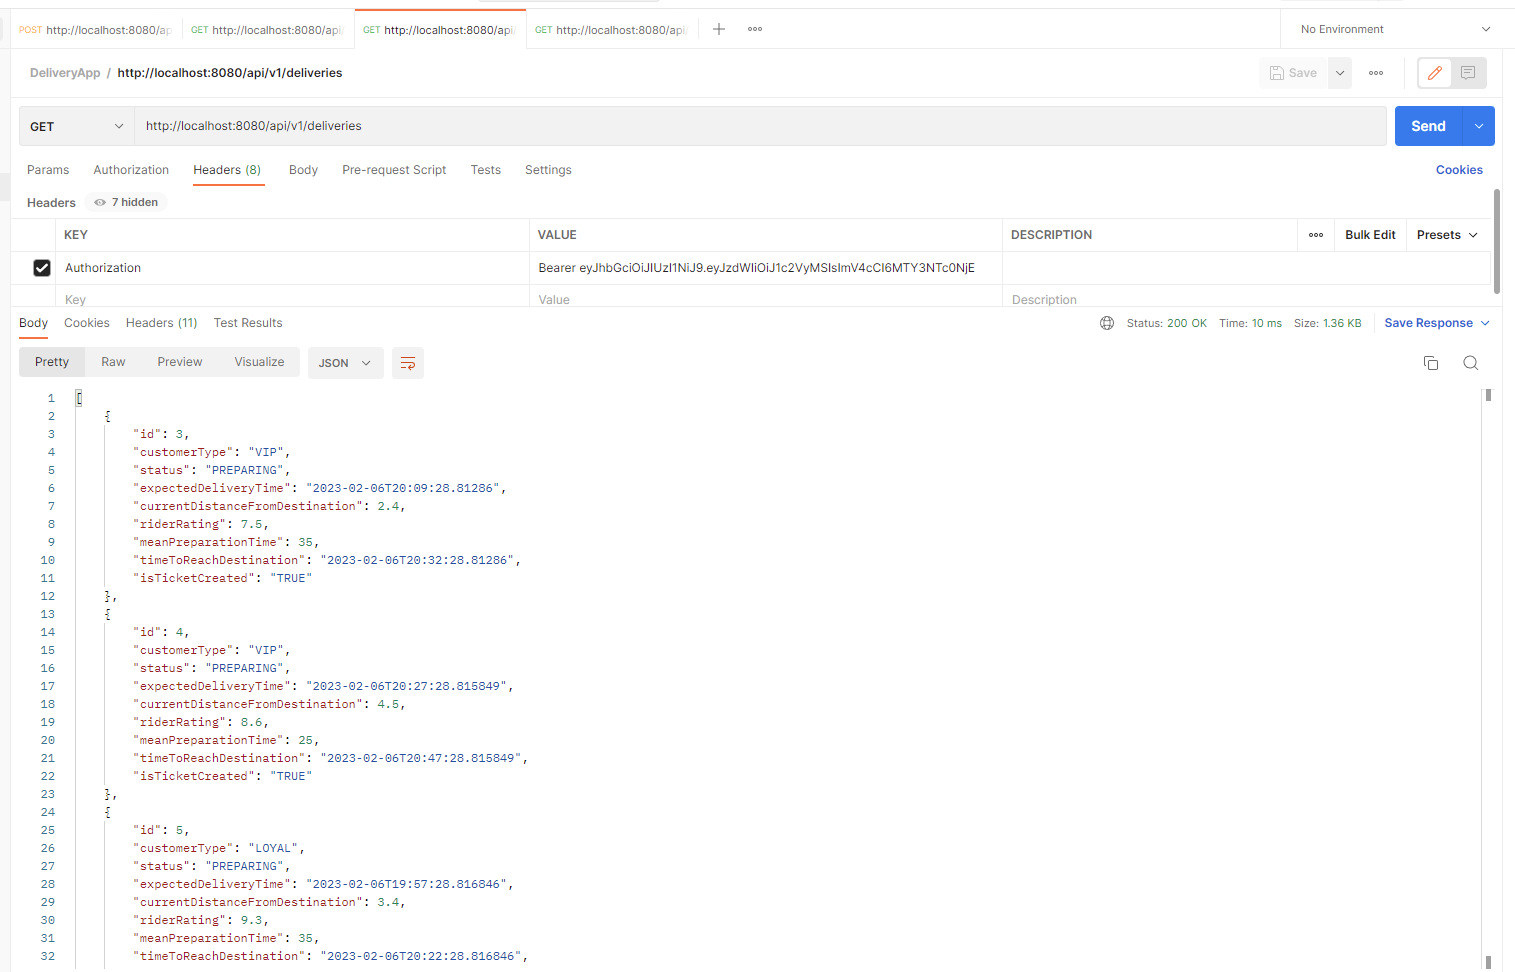 POST http://localhost:8080/ap GET http://localhost:8080/api GET http://localhost:8080/api/ GET http://localhost:8080/api/ No Environment
DeliveryApp / http://localhost:8080/api/v1/deliveries Save
GET http://localhost:8080/api/v1/deliveries Send
Params Authorization Headers (8) Body Pre-request Script Tests Settings Cookies
Headers 7 hidden
KEY VALUE DESCRIPTION Bulk Edit Presets
Authorization Bearer eyJhbGciOiJIUzI1NiJ9.eyJzdWIiOiJ1c2VyMSIsImV4cCI6MTY3NTc0NjE
Key Value Description
Body Cookies Headers (11) Test Results Status: 200 OK Time: 10 ms Size: 1.36 KB Save Response
Pretty Raw Preview Visualize JSON
1 [
2 {
3 "id": 3,
4 "customerType": "VIP",
5 "status": "PREPARING",
6 "expectedDeliveryTime": "2023-02-06T20:09:28.81286",
7 "currentDistanceFromDestination": 2.4,
8 "riderRating": 7.5,
9 "meanPreparationTime": 35,
10 "timeToReachDestination": "2023-02-06T20:32:28.81286",
11 "isTicketCreated": "TRUE"
12 },
13 {
14 "id": 4,
15 "customerType": "VIP",
16 "status": "PREPARING",
17 "expectedDeliveryTime": "2023-02-06T20:27:28.815849",
18 "currentDistanceFromDestination": 4.5,
19 "riderRating": 8.6,
20 "meanPreparationTime": 25,
21 "timeToReachDestination": "2023-02-06T20:47:28.815849",
22 "isTicketCreated": "TRUE"
23 },
24 {
25 "id": 5,
26 "customerType": "LOYAL",
27 "status": "PREPARING",
28 "expectedDeliveryTime": "2023-02-06T19:57:28.816846",
29 "currentDistanceFromDestination": 3.4,
30 "riderRating": 9.3,
31 "meanPreparationTime": 35,
32 "timeToReachDestination": "2023-02-06T20:22:28.816846",